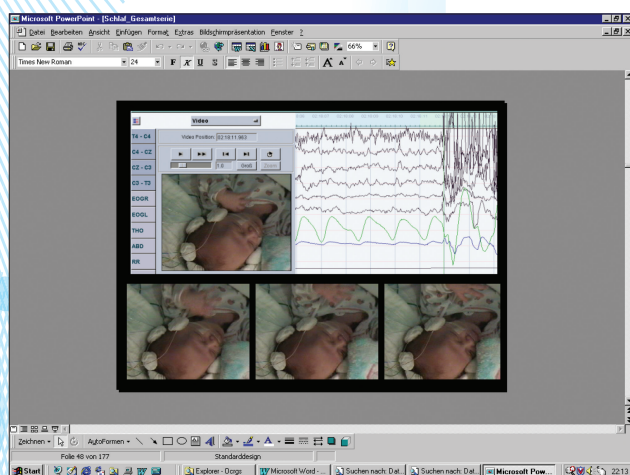 Microsoft PowerPoint - [Schlaf_Gesamtserie]
Datei Bearbeiten Ansicht Einfügen Format Extras Bildschirmpräsentation Fenster ?
66%
Times New Roman 24 F K U S
Video
T4 - C4
Video Position: 02:10:11.063
C4 - CZ
CZ - C3
C3 - T3
EOGR
EOGL
THO
ABD
RR
Zeichnen AutoFormen
Folie 48 von 177 Standarddesign
Start Explorer - Ocrgs Microsoft Word - ... Suchen nach: Dat... Suchen nach: Dat... Microsoft Pow... 22:13